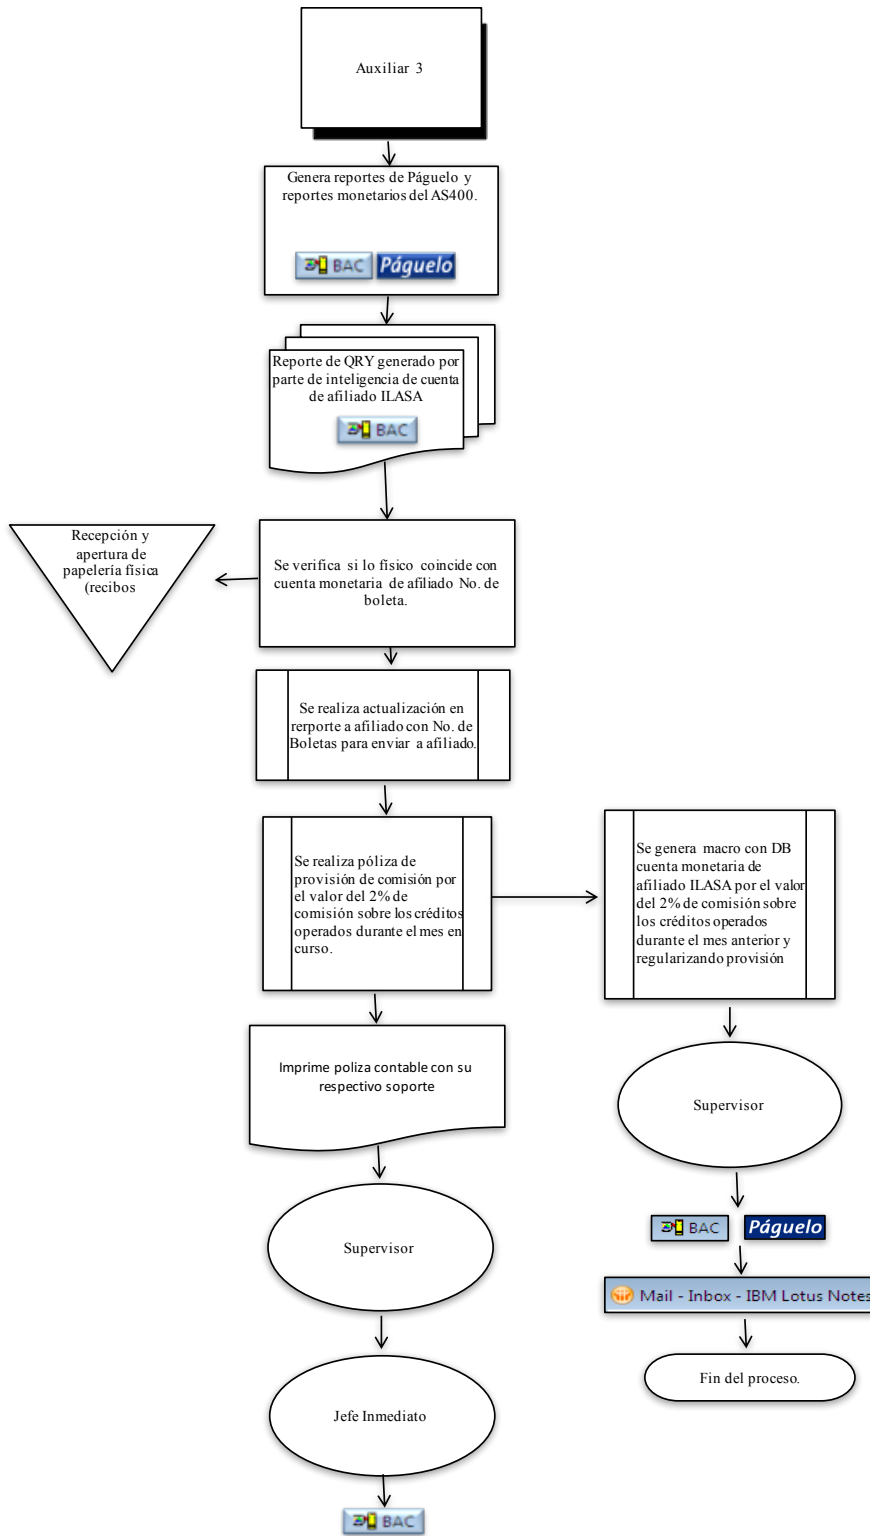 Auxiliar 3
Genera reportes de Páguelo y
reportes monetarios del AS400.
BAC Páguelo
Reporte de QRY generado por
parte de inteligencia de cuenta
de afiliado ILASA
BAC
Recepción y
apertura de
papelería física
(recibos
Se verifica si lo físico coincide con
cuenta monetaria de afiliado No. de
boleta.
Se realiza actualización en
rerporte a afiliado con No. de
Boletas para enviar a afiliado.
Se realiza póliza de
provisión de comisión por
el valor del 2% de
comisión sobre los créditos
operados durante el mes en
curso.
Se genera macro con DB
cuenta monetaria de
afiliado ILASA por el valor
del 2% de comisión sobre
los créditos operados
durante el mes anterior y
regularizando provisión
Imprime poliza contable con su
respectivo soporte
Supervisor
Supervisor
BAC Páguelo
Mail - Inbox - IBM Lotus Notes
Fin del proceso.
Jefe Inmediato
BAC